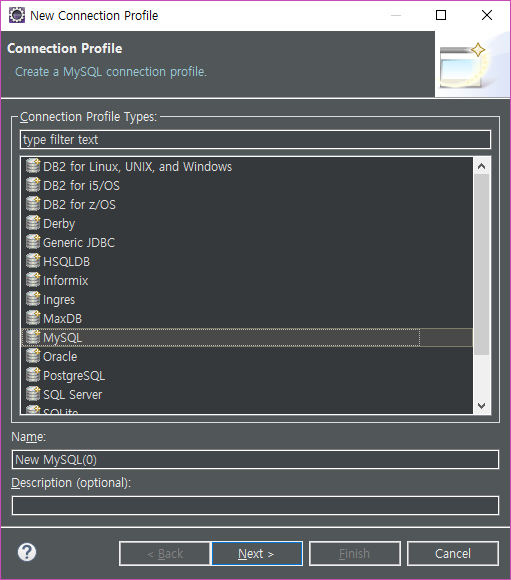 New Connection Profile
Connection Profile
Create a MySQL connection profile.
Connection Profile Types:
type filter text
DB2 for Linux, UNIX, and Windows
DB2 for i5/OS
DB2 for z/OS
Derby
Generic JDBC
HSQLDB
Informix
Ingres
MaxDB
MySQL
Oracle
PostgreSQL
SQL Server
SQLite
Name:
New MySQL(0)
Description (optional):
?
< Back
Next >
Finish
Cancel